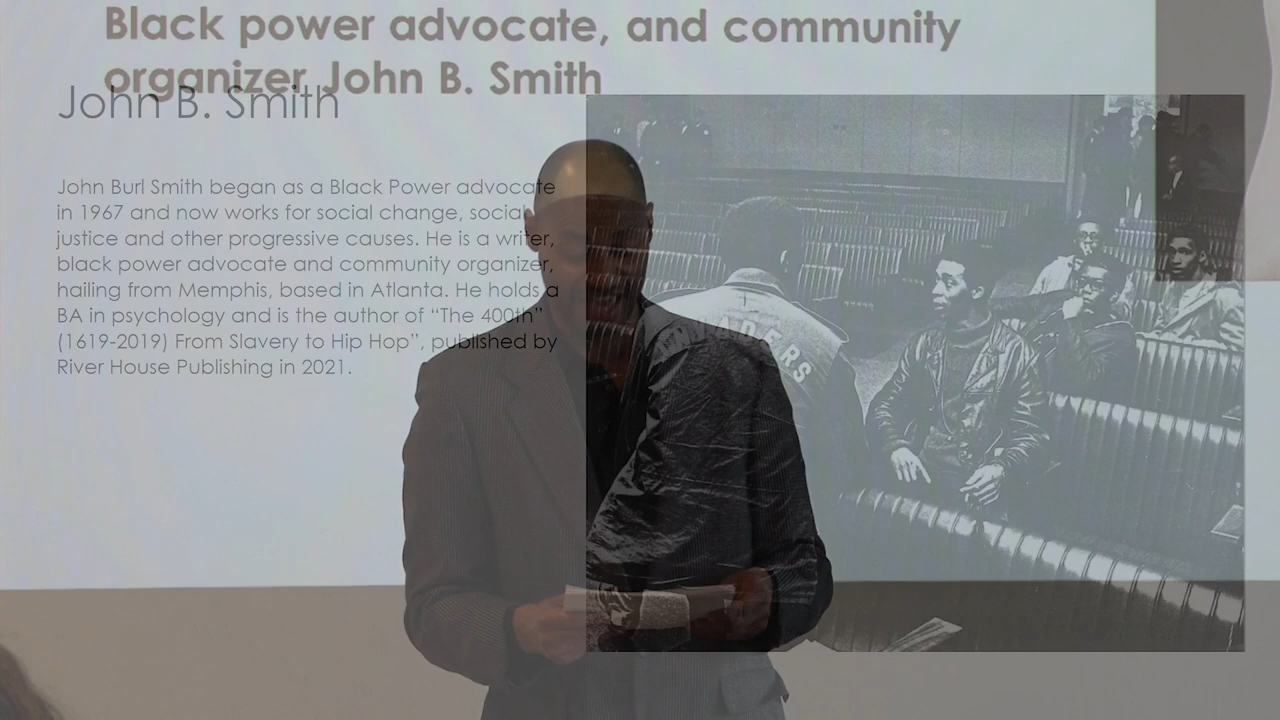 Black power advocate, and community
organizer John B. Smith
John B. Smith
John Burl Smith began as a Black Power advocate
in 1967 and now works for social change, social
justice and other progressive causes. He is a writer,
black power advocate and community organizer,
hailing from Memphis, based in Atlanta. He holds a
BA in psychology and is the author of “The 400th”
(1619-2019) From Slavery to Hip Hop”, published by
River House Publishing in 2021.